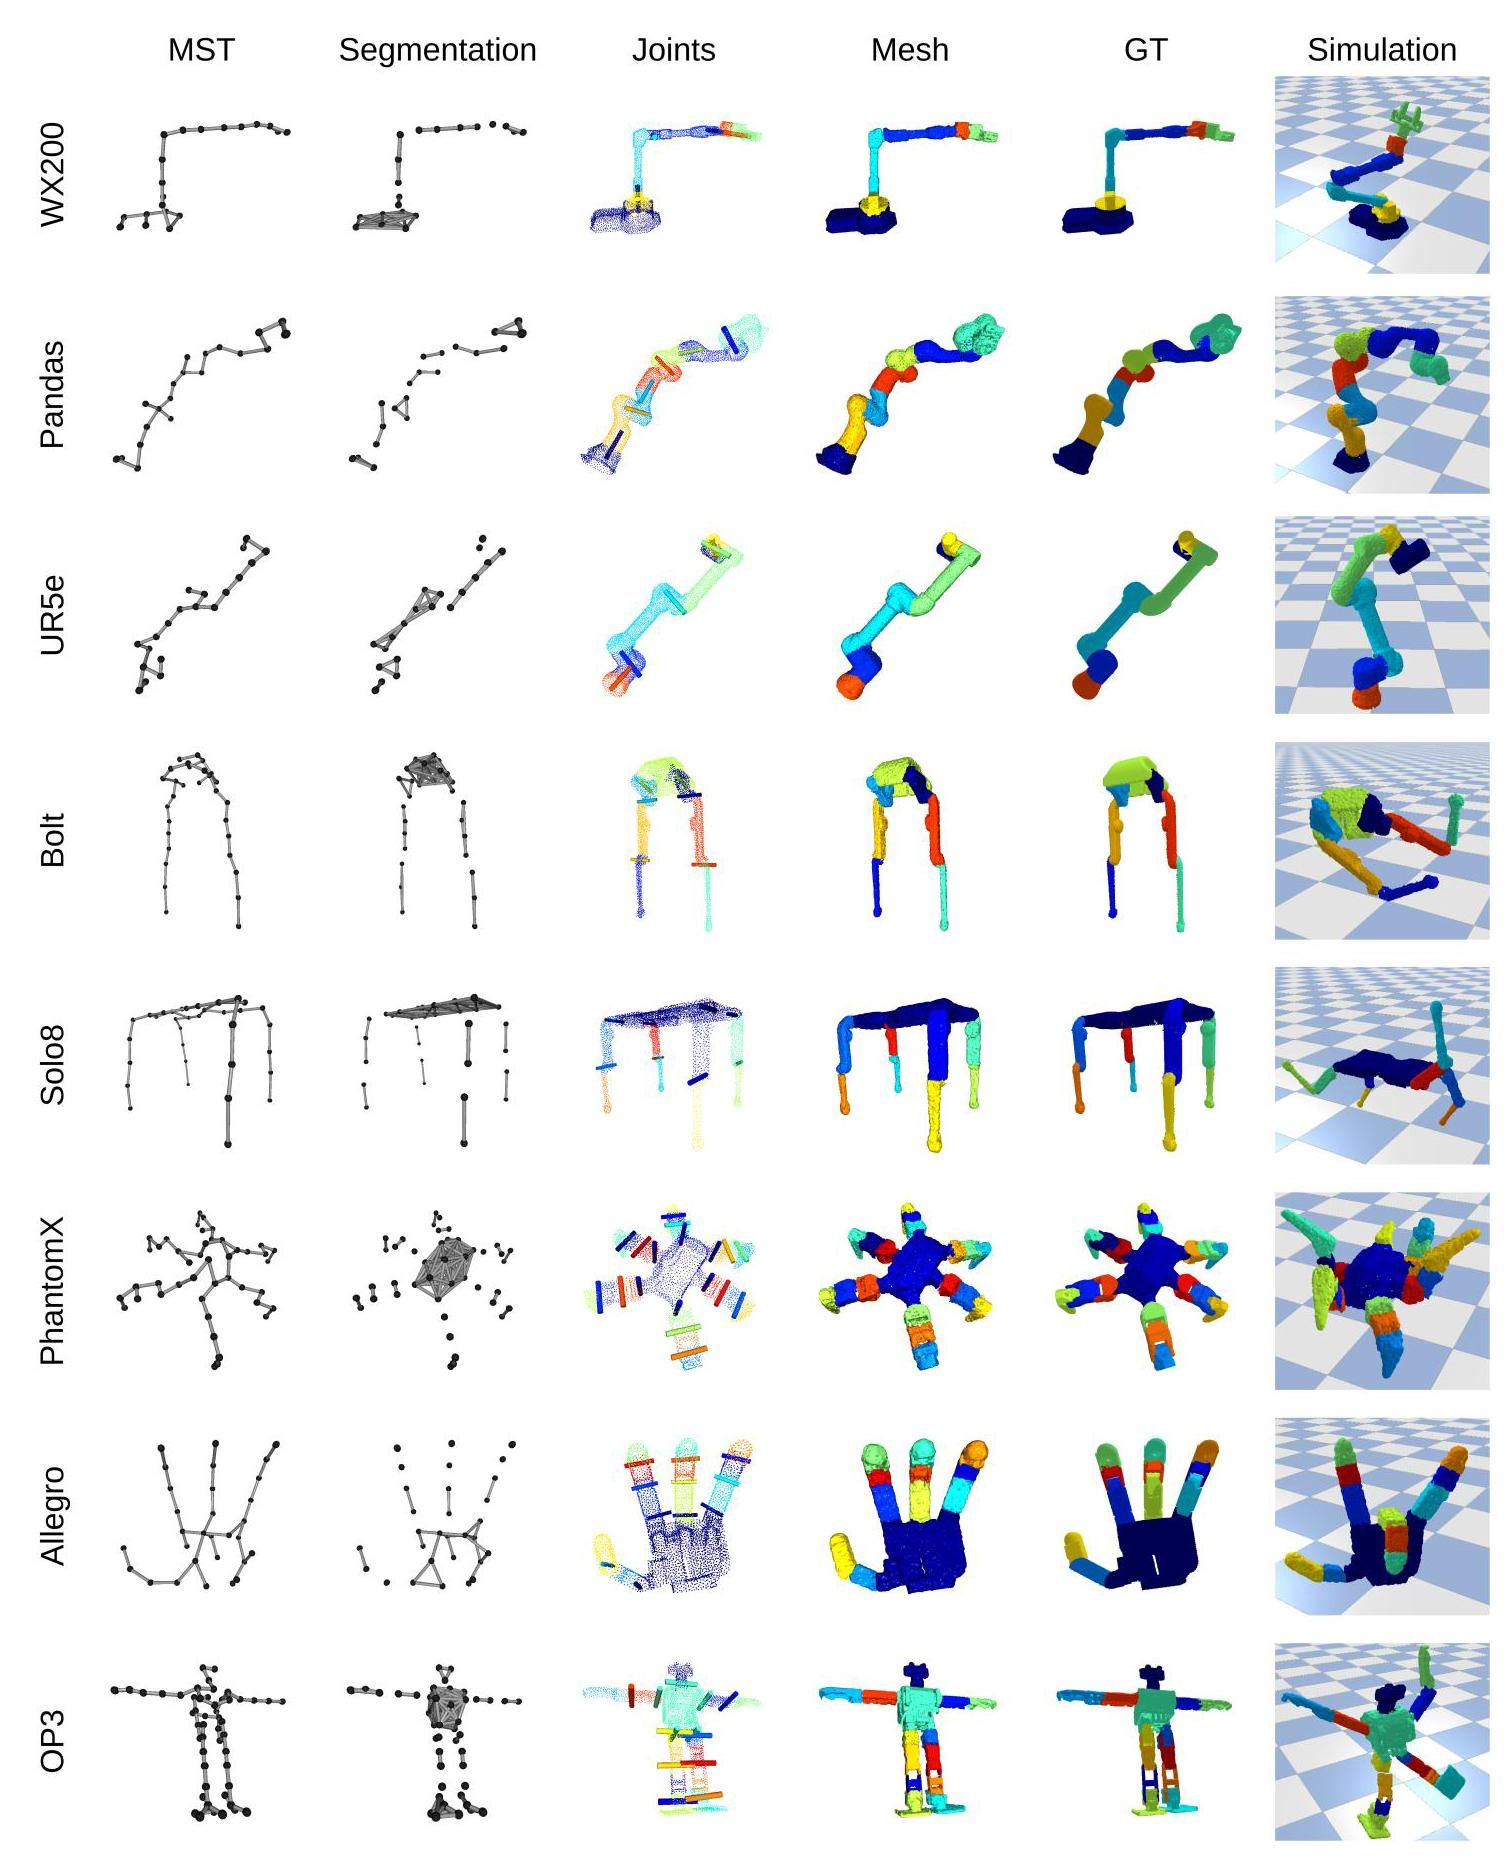 MST Segmentation Joints Mesh GT Simulation
WX200
Pandas
UR5e
Bolt
Solo8
PhantomX
Allegro
OP3